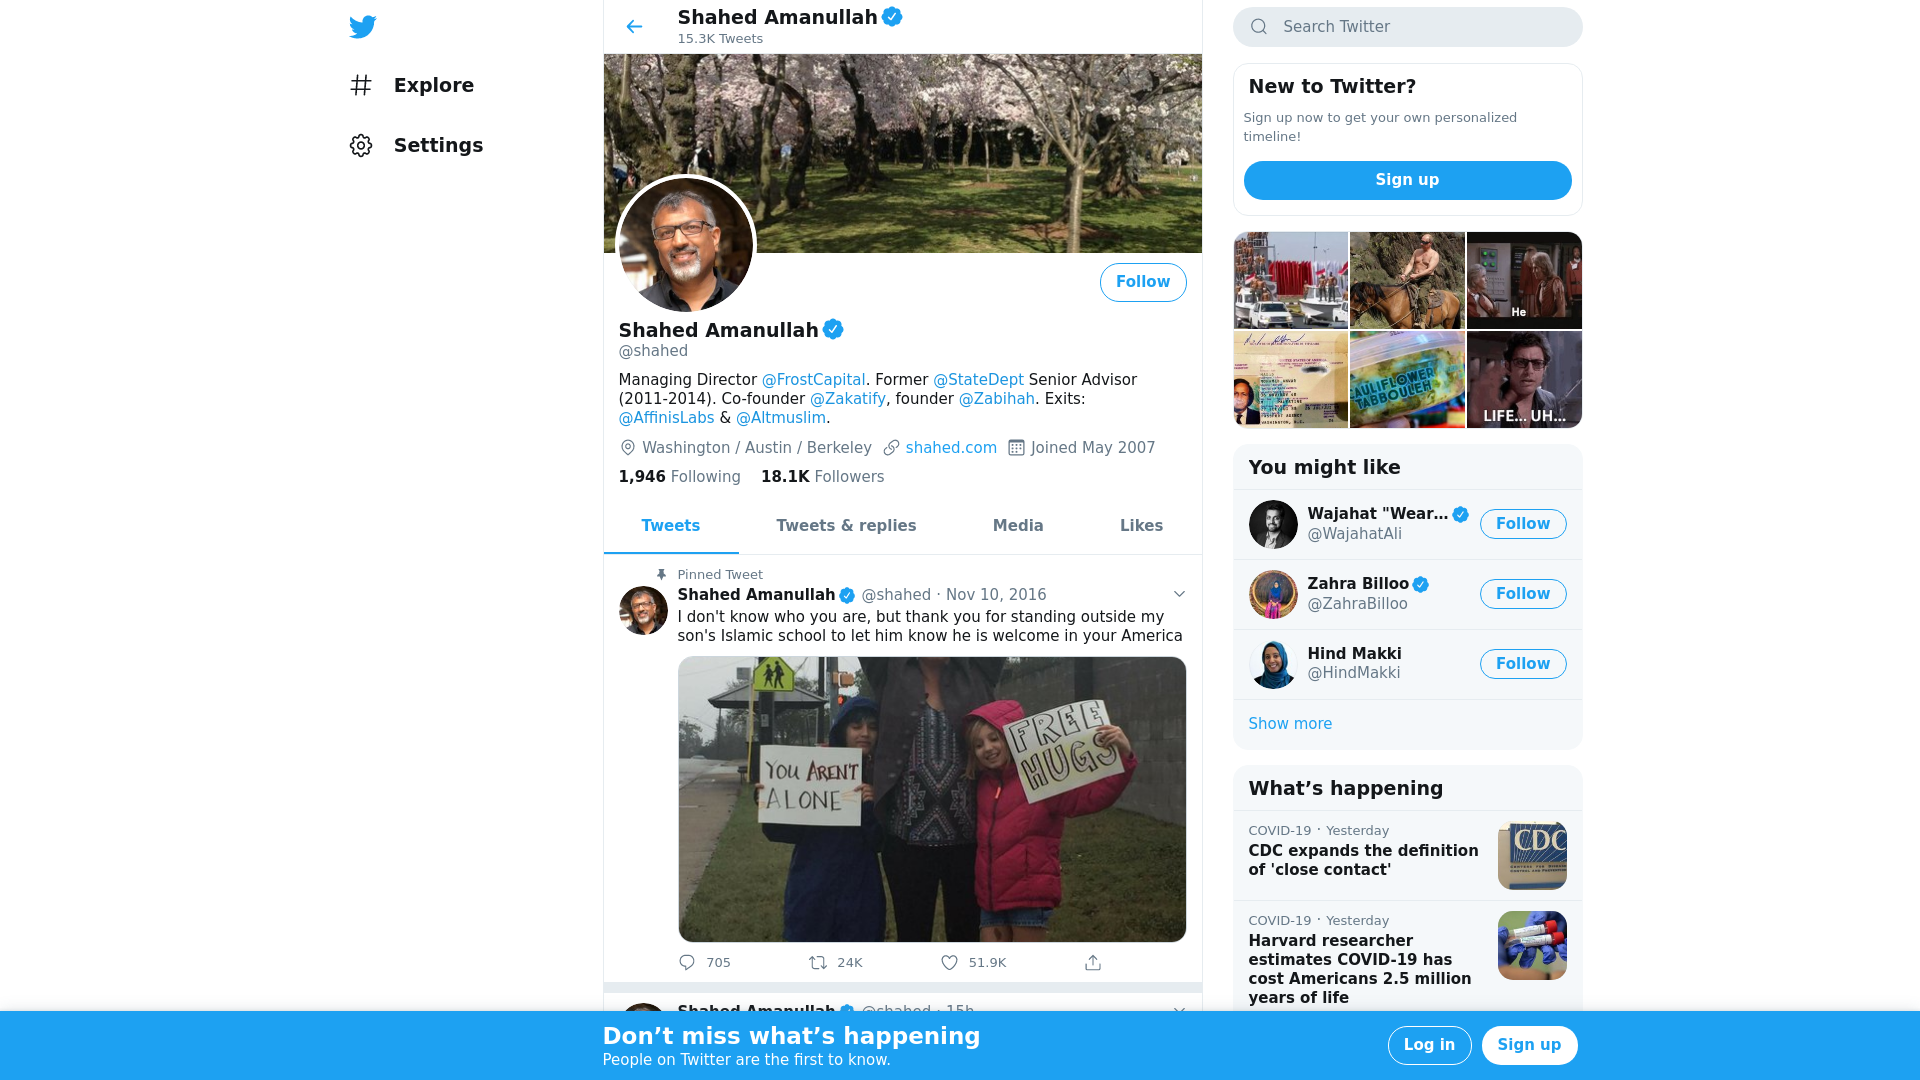 Explore
Settings
Shahed Amanullah
15.3K Tweets
Follow
Shahed Amanullah
@shahed
Managing Director @FrostCapital. Former @StateDept Senior Advisor
(2011-2014). Co-founder @Zakatify, founder @Zabihah. Exits:
@AffinisLabs & @Altmuslim.
Washington / Austin / Berkeley shahed.com Joined May 2007
1,946 Following 18.1K Followers
Tweets Tweets & replies Media Likes
Pinned Tweet
Shahed Amanullah @shahed · Nov 10, 2016
I don't know who you are, but thank you for standing outside my
son's Islamic school to let him know he is welcome in your America
YOU AREN'T
ALONE
FREE
HUGS
705 24K 51.9K
Shahed Amanullah @shahed · 15h
Search Twitter
New to Twitter?
Sign up now to get your own personalized
timeline!
Sign up
He
CAULIFLOWER
TABBOULEH
LIFE... UH...
You might like
Wajahat "Wear...
@WajahatAli
Follow
Zahra Billoo
@ZahraBilloo
Follow
Hind Makki
@HindMakki
Follow
Show more
What’s happening
COVID-19 · Yesterday
CDC expands the definition
of 'close contact'
CDC
COVID-19 · Yesterday
Harvard researcher
estimates COVID-19 has
cost Americans 2.5 million
years of life
Don’t miss what’s happening
People on Twitter are the first to know.
Log in
Sign up